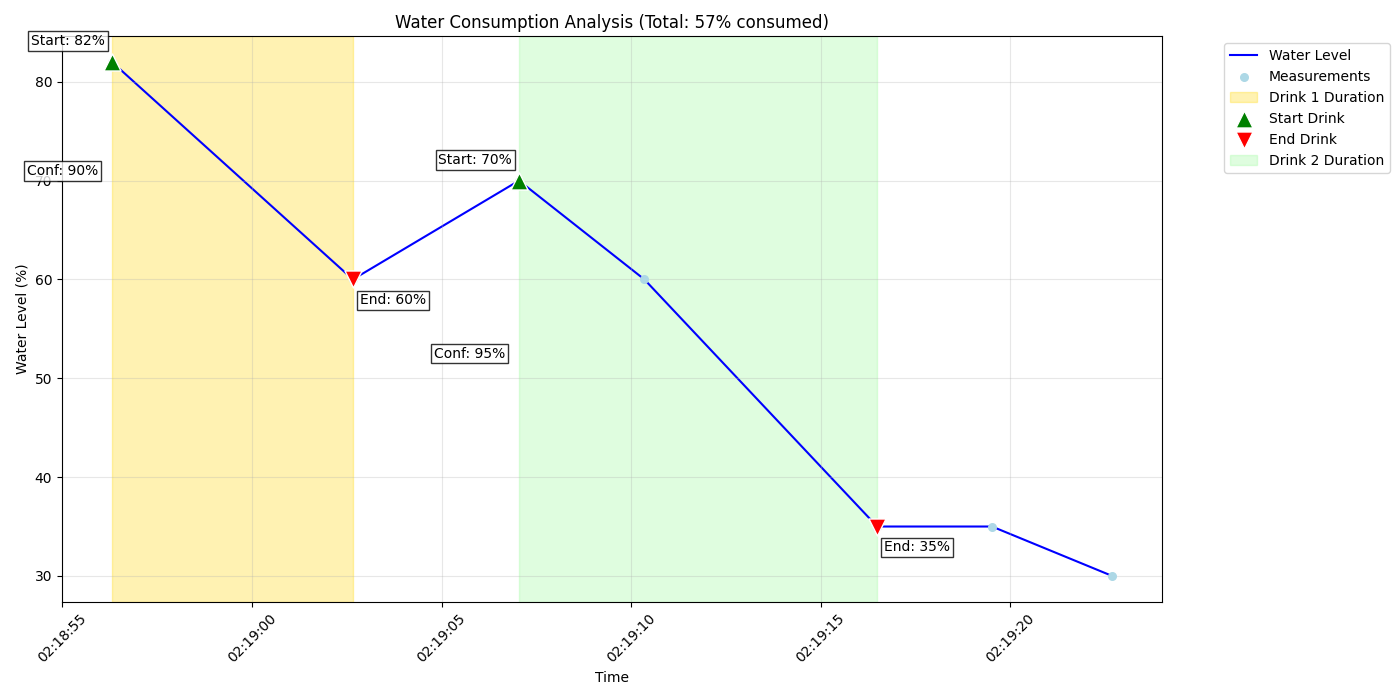 Water Consumption Analysis (Total: 57% consumed)
Start: 82%
80
Conf: 90%
70
Start: 70%
60
End: 60%
Conf: 95%
50
40
End: 35%
30
Water Level (%)
02:18:55
02:19:00
02:19:05
02:19:10
02:19:15
02:19:20
Time
Water Level
Measurements
Drink 1 Duration
Start Drink
End Drink
Drink 2 Duration